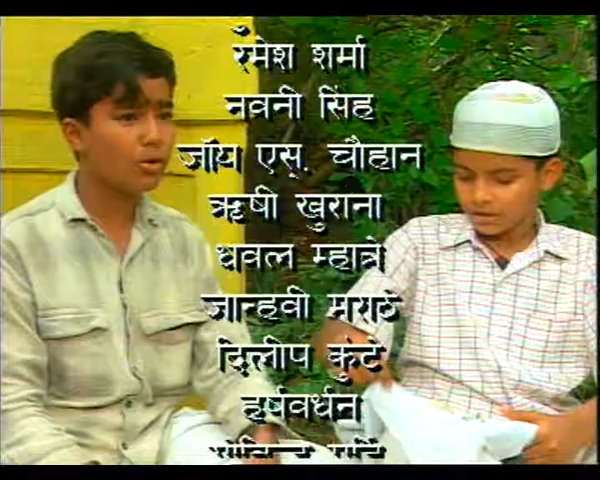 रमेश शर्मा
नवनी सिंह
जॉय एस्. चौहान
ऋषी खुराना
धवल म्हात्रे
जान्हवी मराठे
दिलीप कुंटे
हर्षवर्धन